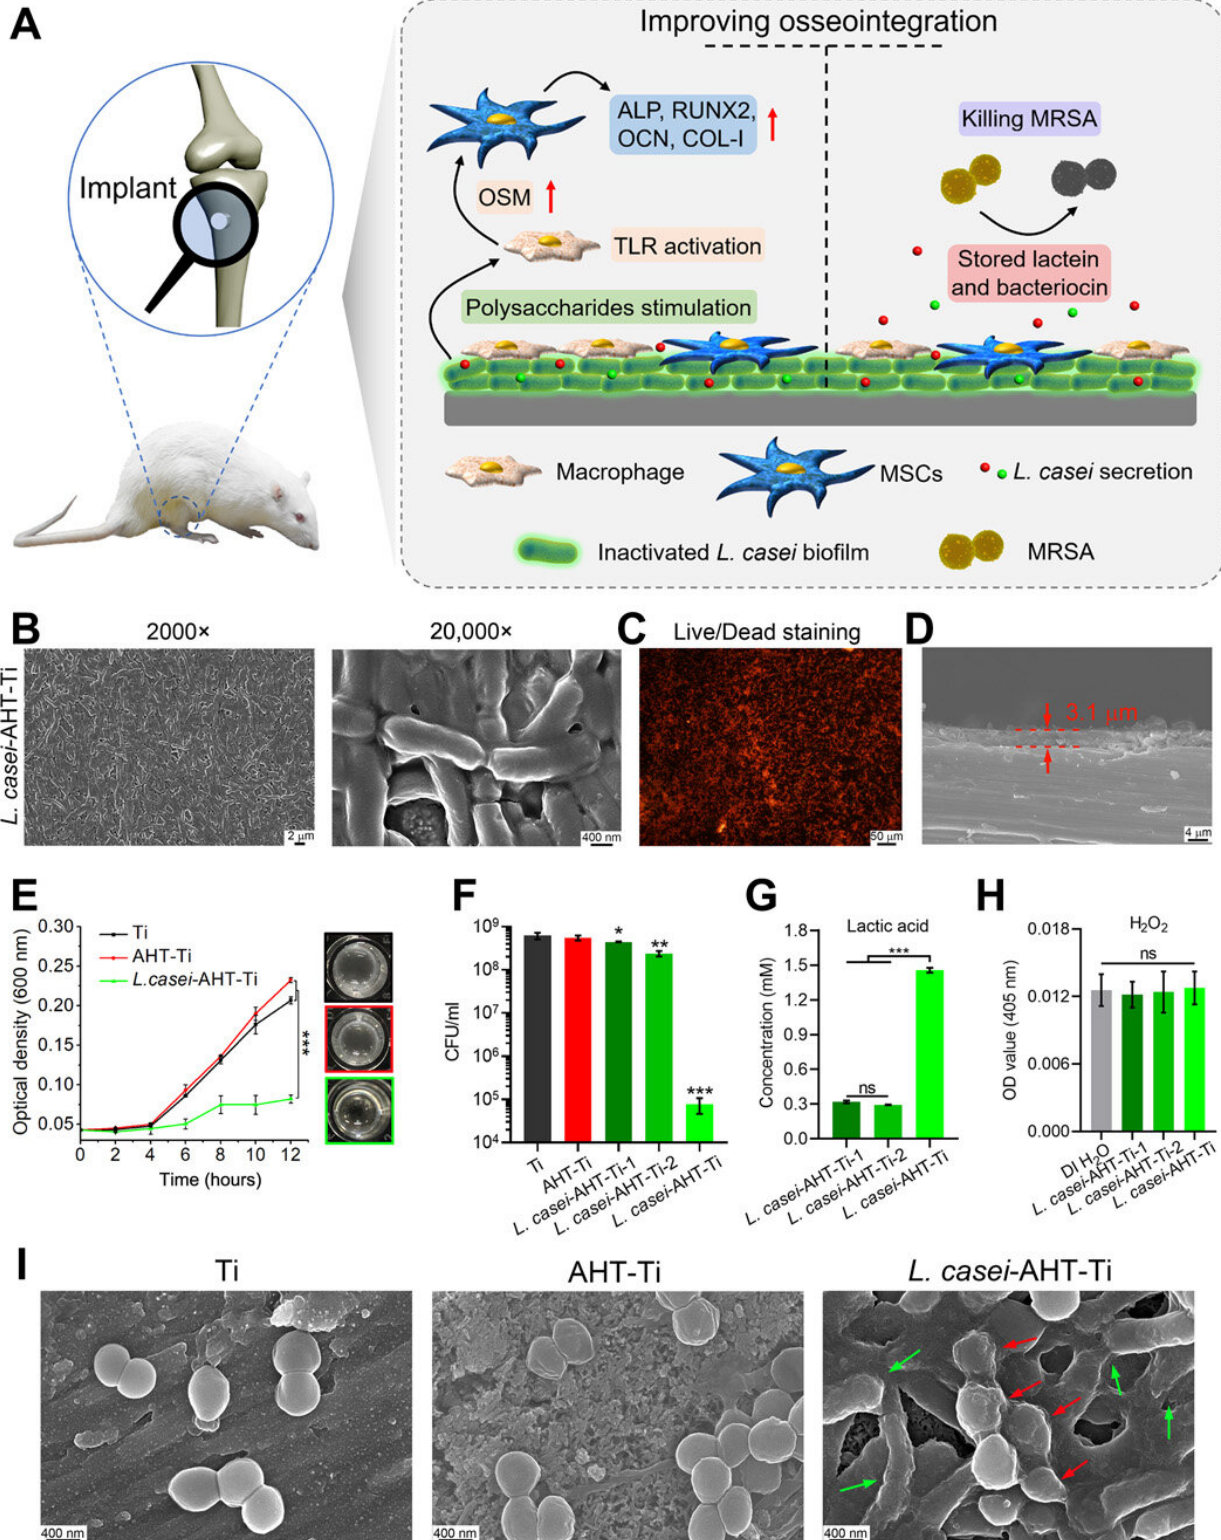 A
Improving osseointegration
Implant
ALP, RUNX2,
OCN, COL-I
OSM
TLR activation
Polysaccharides stimulation
Killing MRSA
Stored lactein
and bacteriocin
Macrophage
MSCs
L. casei secretion
Inactivated L. casei biofilm
MRSA
B
2000×
20,000×
L. casei-AHT-Ti
2 μm
400 nm
C
Live/Dead staining
50 μm
D
3.1 μm
4 μm
E
Optical density (600 nm)
0.30
0.25
0.20
0.15
0.10
0.05
Ti
AHT-Ti
L.casei-AHT-Ti
***
0 2 4 6 8 10 12
Time (hours)
F
CFU/ml
10⁹
10⁸
10⁷
10⁶
10⁵
10⁴
*
**
***
Ti
AHT-Ti
L. casei-AHT-Ti-1
L. casei-AHT-Ti-2
L. casei-AHT-Ti
G
Lactic acid
Concentration (mM)
1.8
1.5
1.2
0.9
0.6
0.3
0.0
***
ns
L. casei-AHT-Ti-1
L. casei-AHT-Ti-2
L. casei-AHT-Ti
H
H₂O₂
OD value (405 nm)
0.018
0.012
0.006
0.000
ns
DI H₂O
L. casei-AHT-Ti-1
L. casei-AHT-Ti-2
L. casei-AHT-Ti
I
Ti
AHT-Ti
L. casei-AHT-Ti
400 nm
400 nm
400 nm